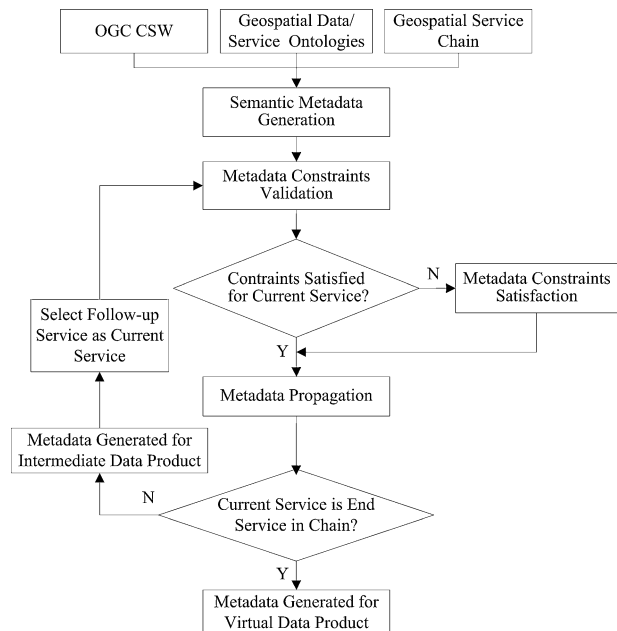 OGC CSW
Geospatial Data/
Service Ontologies
Geospatial Service
Chain
Semantic Metadata
Generation
Metadata Constraints
Validation
Contraints Satisfied
for Current Service?
N
Metadata Constraints
Satisfaction
Select Follow-up
Service as Current
Service
Y
Metadata Propagation
Metadata Generated for
Intermediate Data Product
N
Current Service is End
Service in Chain?
Y
Metadata Generated for
Virtual Data Product